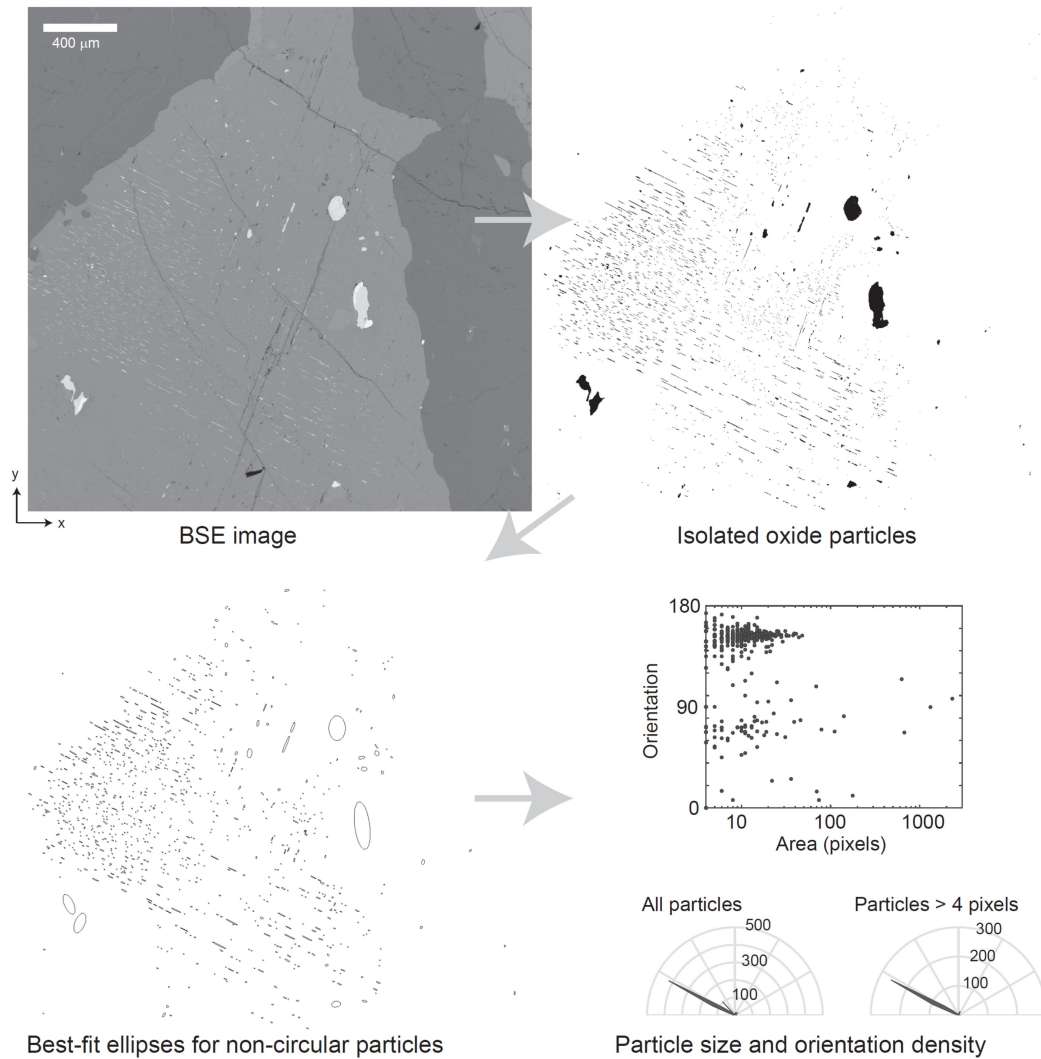 400 μm
y
x
BSE image
Isolated oxide particles
180
90
0
Orientation
10
100
1000
Area (pixels)
All particles
500
300
100
Particles > 4 pixels
300
200
100
Best-fit ellipses for non-circular particles
Particle size and orientation density